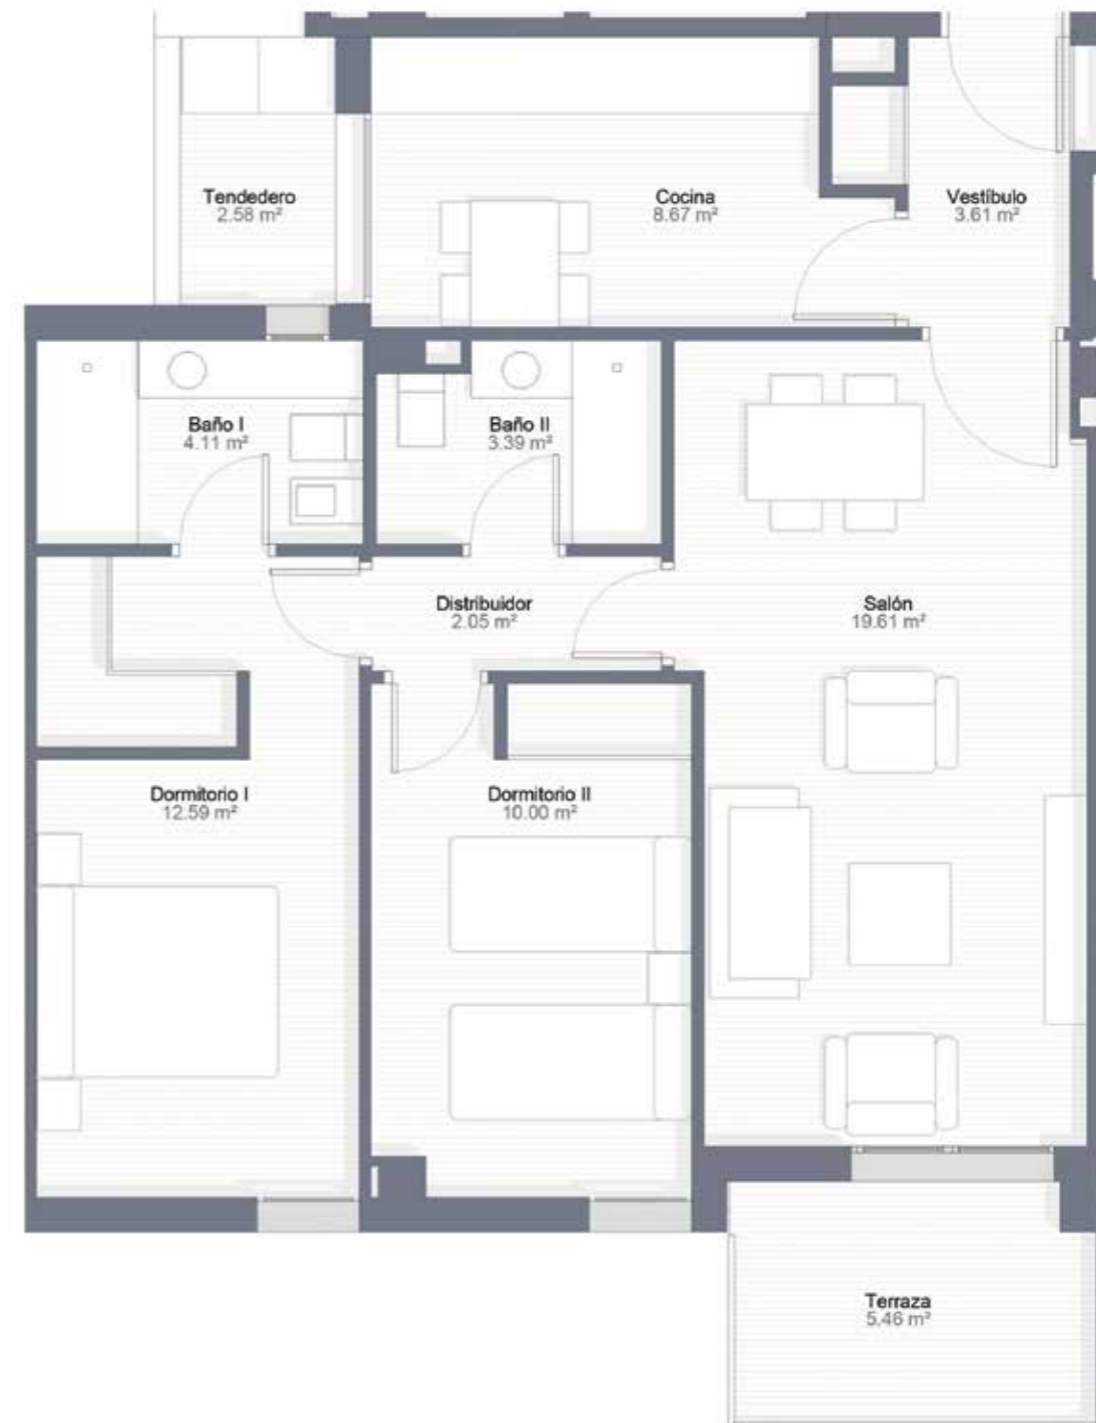 Tendedero
2.58 m²
Cocina
8.67 m²
Vestíbulo
3.61 m²
Baño I
4.11 m²
Baño II
3.39 m²
Distribuidor
2.05 m²
Salón
19.61 m²
Dormitorio I
12.59 m²
Dormitorio II
10.00 m²
Terraza
5.46 m²